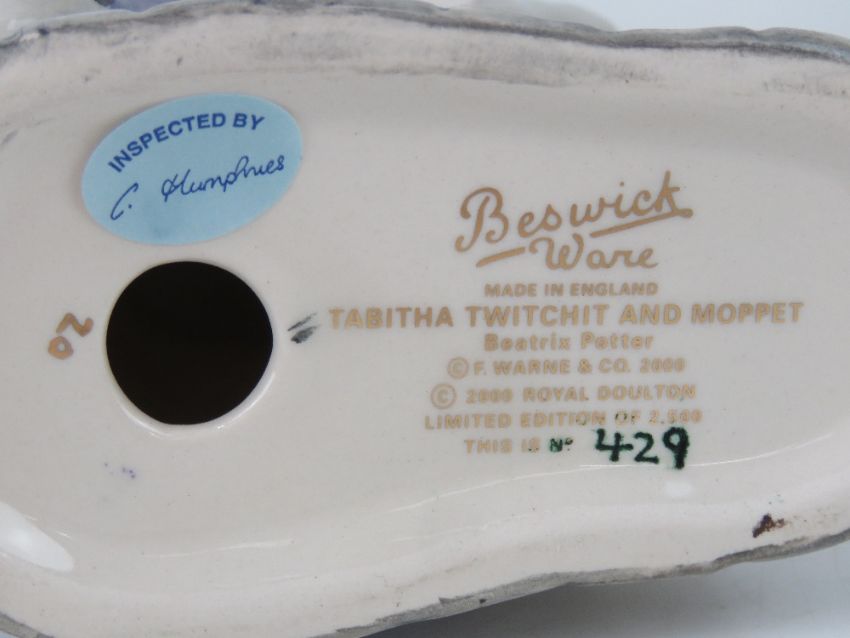 INSPECTED BY
C. Humphries
Beswick
Ware
MADE IN ENGLAND
TABITHA TWITCHIT AND MOPPET
Beatrix Potter
© F. WARNE & CO. 2000
© 2000 ROYAL DOULTON
LIMITED EDITION OF 2,500
THIS IS Nº 429